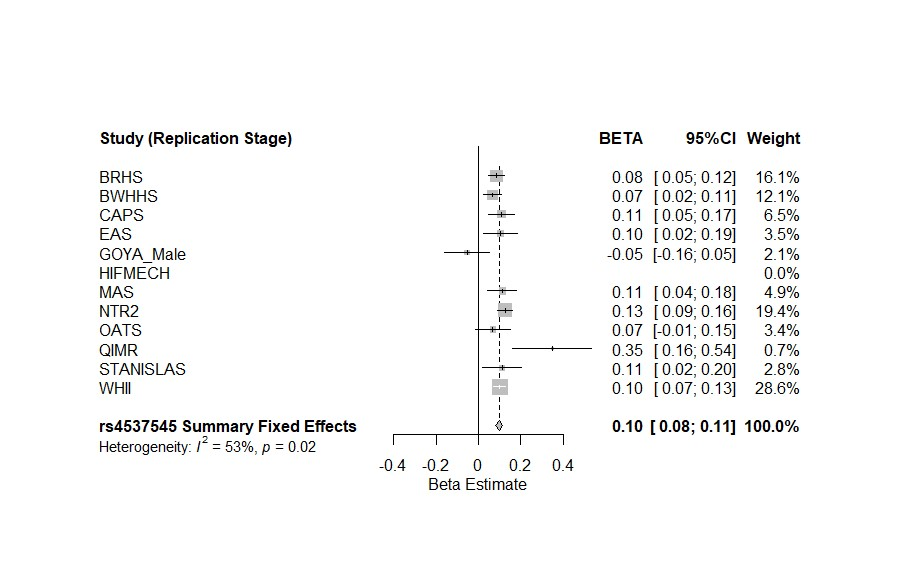 Study (Replication Stage) BETA 95%CI Weight
BRHS 0.08 [ 0.05; 0.12] 16.1%
BWHHS 0.07 [ 0.02; 0.11] 12.1%
CAPS 0.11 [ 0.05; 0.17] 6.5%
EAS 0.10 [ 0.02; 0.19] 3.5%
GOYA_Male -0.05 [-0.16; 0.05] 2.1%
HIFMECH 0.0%
MAS 0.11 [ 0.04; 0.18] 4.9%
NTR2 0.13 [ 0.09; 0.16] 19.4%
OATS 0.07 [-0.01; 0.15] 3.4%
QIMR 0.35 [ 0.16; 0.54] 0.7%
STANISLAS 0.11 [ 0.02; 0.20] 2.8%
WHII 0.10 [ 0.07; 0.13] 28.6%
rs4537545 Summary Fixed Effects 0.10 [ 0.08; 0.11] 100.0%
Heterogeneity: I² = 53%, p = 0.02
-0.4 -0.2 0 0.2 0.4
Beta Estimate